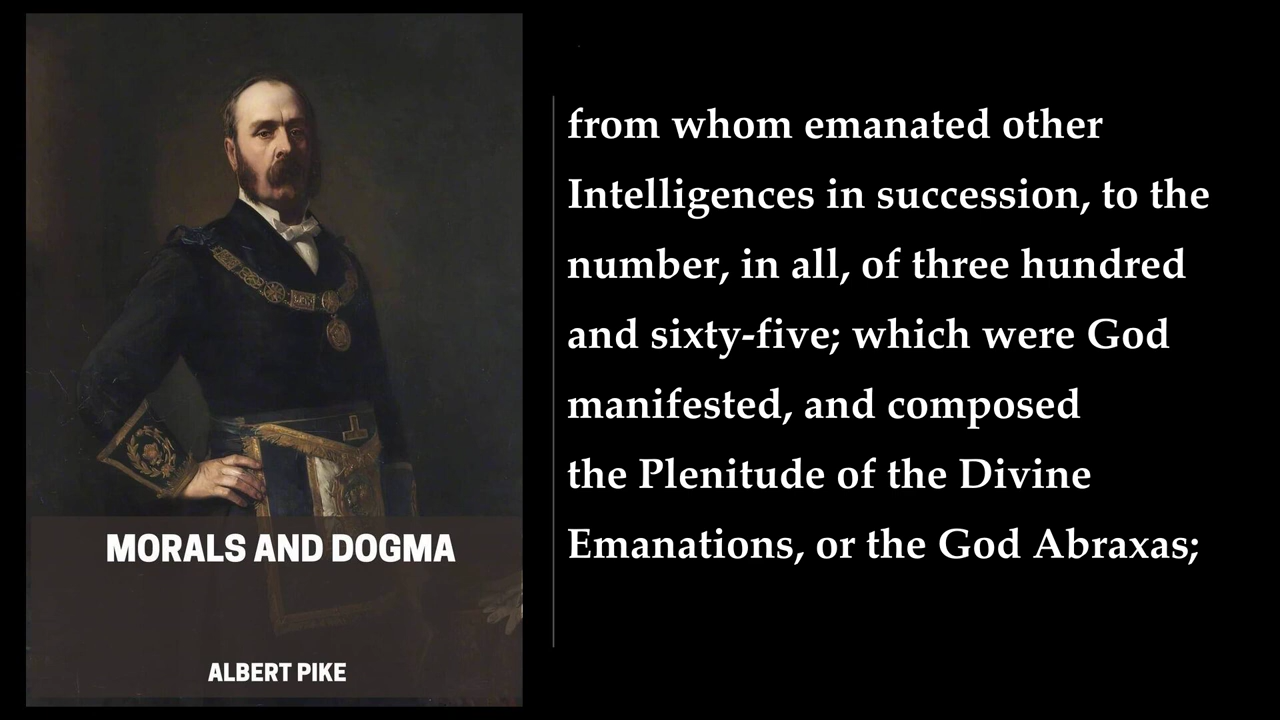 MORALS AND DOGMA
ALBERT PIKE
from whom emanated other
Intelligences in succession, to the
number, in all, of three hundred
and sixty-five; which were God
manifested, and composed
the Plenitude of the Divine
Emanations, or the God Abraxas;